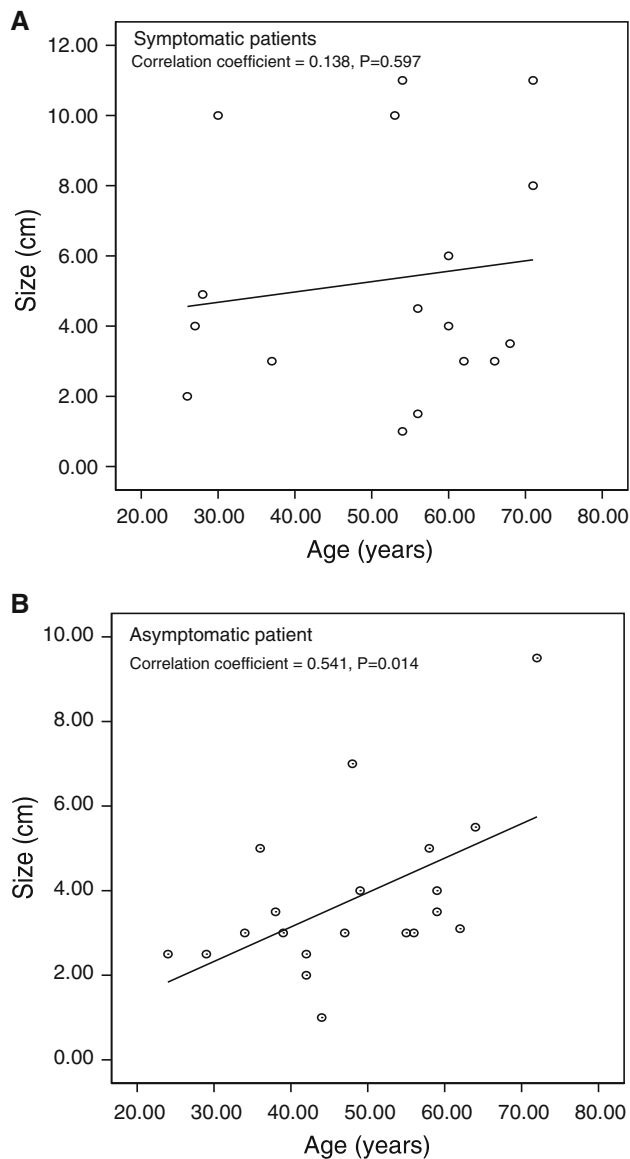 A
Symptomatic patients
Correlation coefficient = 0.138, P=0.597
12.00
10.00
8.00
6.00
4.00
2.00
0.00
Size (cm)
20.00 30.00 40.00 50.00 60.00 70.00 80.00
Age (years)
B
Asymptomatic patient
Correlation coefficient = 0.541, P=0.014
10.00
8.00
6.00
4.00
2.00
0.00
Size (cm)
20.00 30.00 40.00 50.00 60.00 70.00 80.00
Age (years)